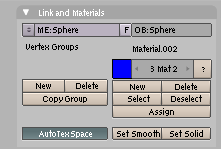 Link and Materials
ME:Sphere F OB:Sphere
Vertex Groups Material.002
3 Mat 2 ?
New Delete New Delete
Copy Group Select Deselect
Assign
AutoTexSpace Set Smooth Set Solid